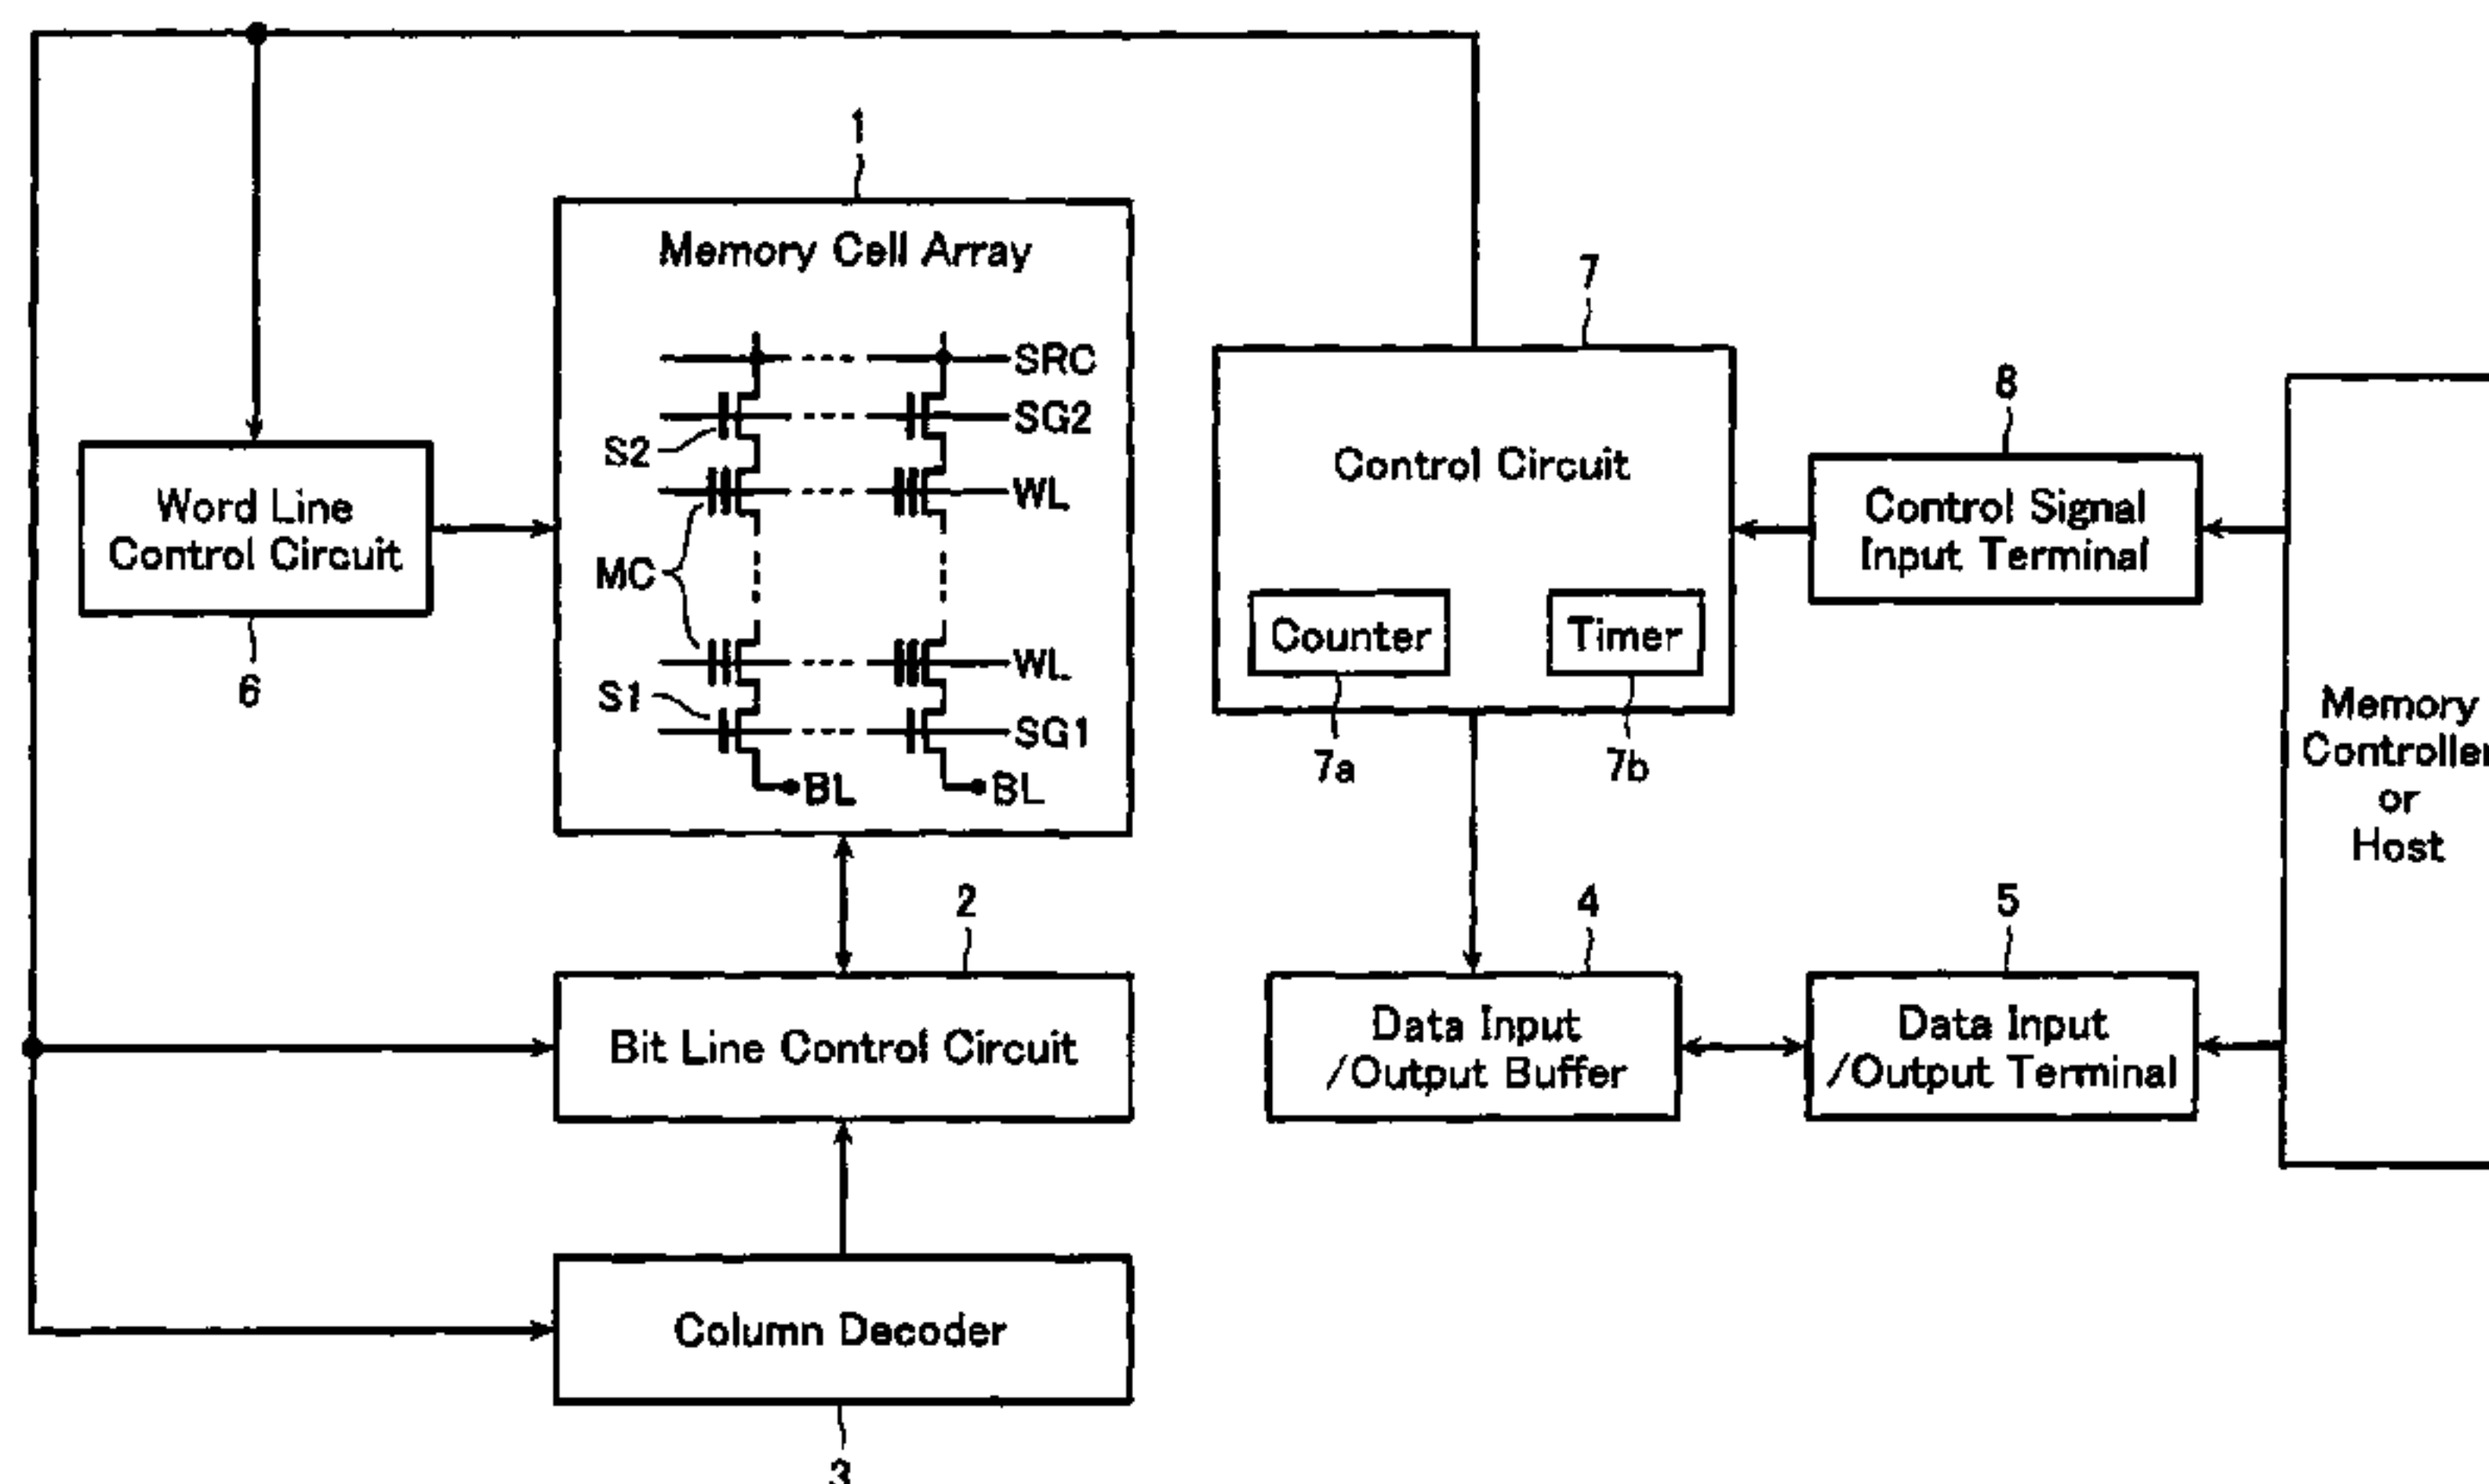 1
Memory Cell Array
SRC
SG2
S2
WL
MC
WL
S1
SG1
BL
BL
Word Line
Control Circuit
6
7
Control Circuit
Counter
Timer
7a
7b
8
Control Signal
Input Terminal
Memory
Controller
or
Host
2
Bit Line Control Circuit
4
Data Input
/Output Buffer
5
Data Input
/Output Terminal
Column Decoder
3